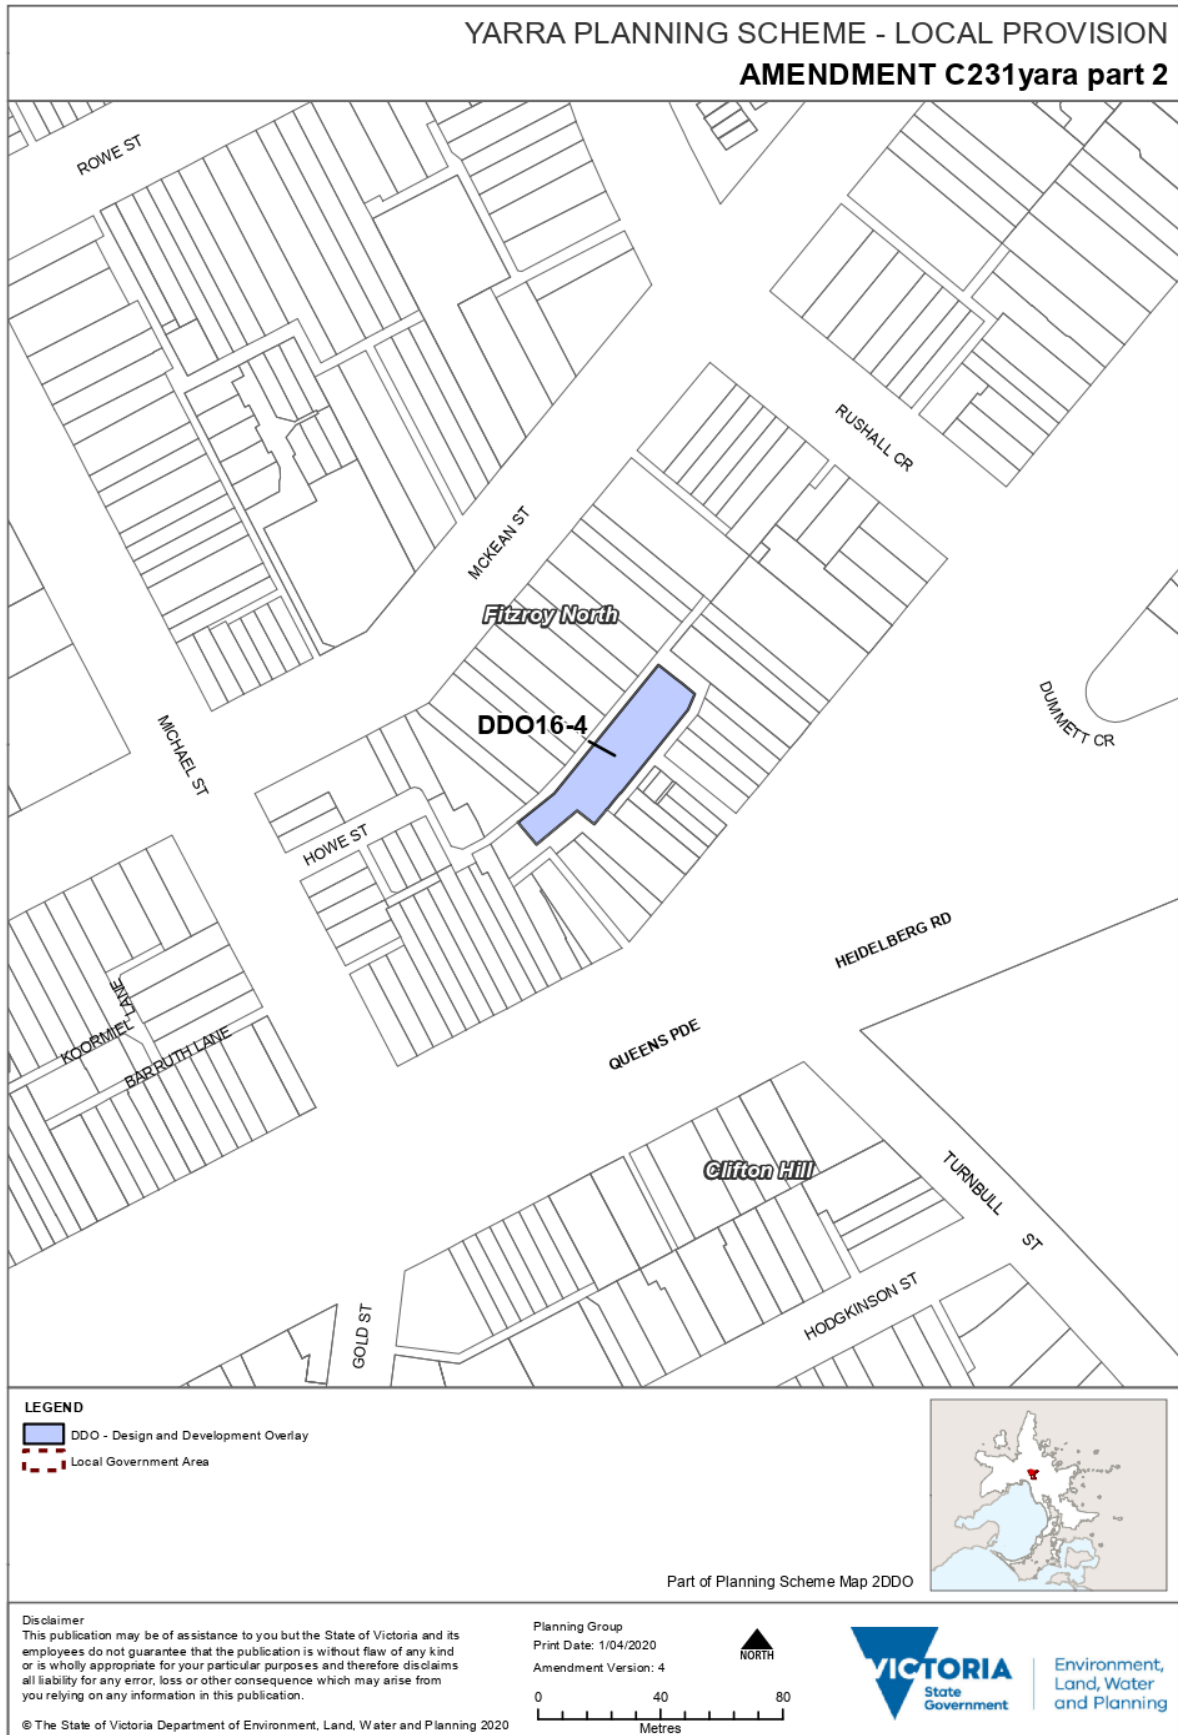 YARRA PLANNING SCHEME - LOCAL PROVISION
AMENDMENT C231yara part 2
ROWE ST
RUSHALL CR
MCKEAN ST
Fitzroy North
DDO16-4
DUMMETT CR
MICHAEL ST
HOWE ST
HEIDELBERG RD
KOORMIEL LANE
BARRUTH LANE
QUEENS PDE
Clifton Hill
TURNBULL ST
GOLD ST
HODGKINSON ST
LEGEND
DDO - Design and Development Overlay
Local Government Area
Part of Planning Scheme Map 2DDO
Disclaimer
This publication may be of assistance to you but the State of Victoria and its
employees do not guarantee that the publication is without flaw of any kind
or is wholly appropriate for your particular purposes and therefore disclaims
all liability for any error, loss or other consequence which may arise from
you relying on any information in this publication.
© The State of Victoria Department of Environment, Land, Water and Planning 2020
Planning Group
Print Date: 1/04/2020
Amendment Version: 4
NORTH
0 40 80
Metres
VICTORIA
State
Government
Environment,
Land, Water
and Planning